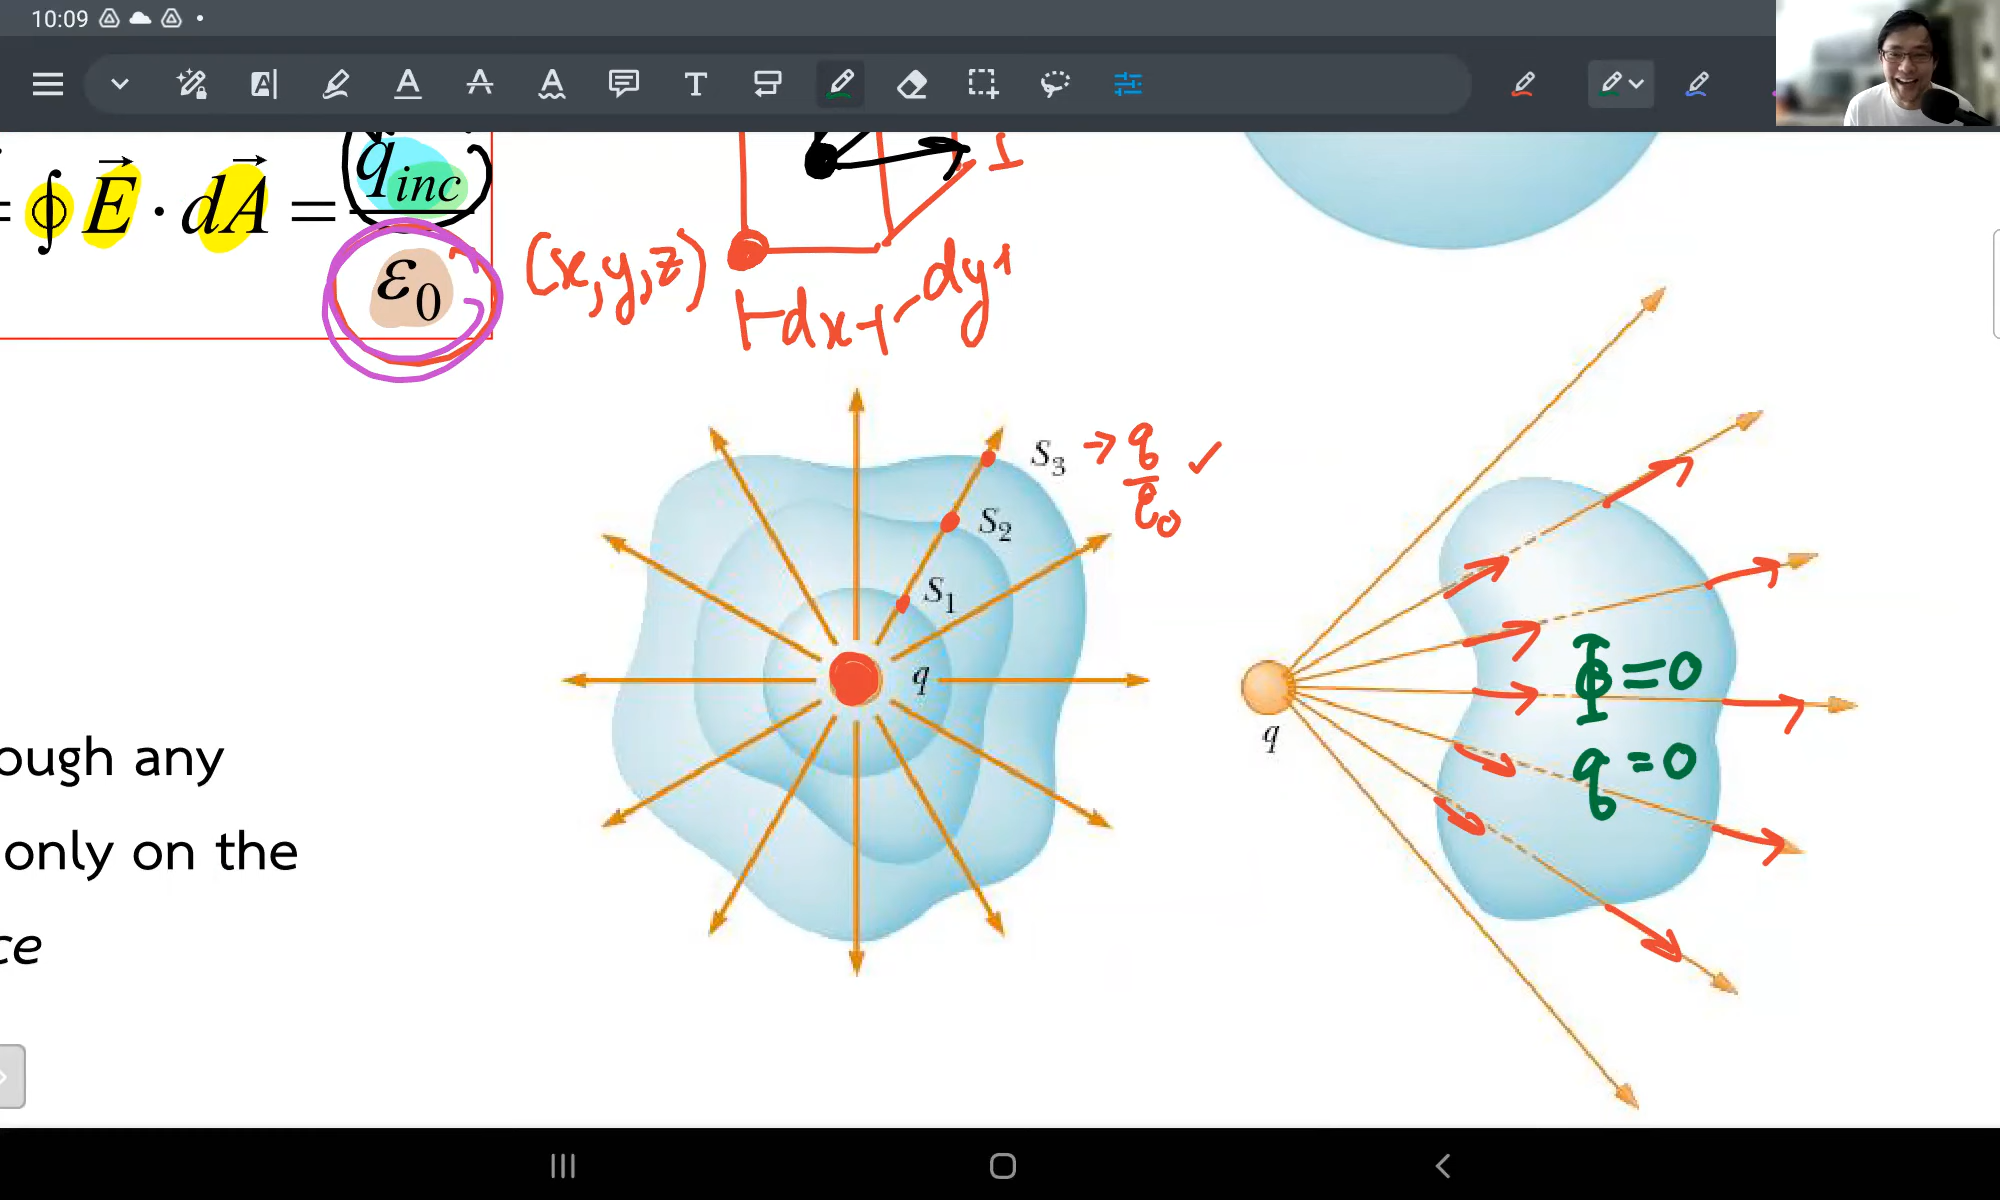 10:09
= ∮ E⃗ · dA⃗ = q_inc / ε₀
(x,y,z)
dx
dy
S₃ → q/ε₀ ✓
S₂
S₁
q
q
Φ = 0
q = 0
ough any
only on the
ce